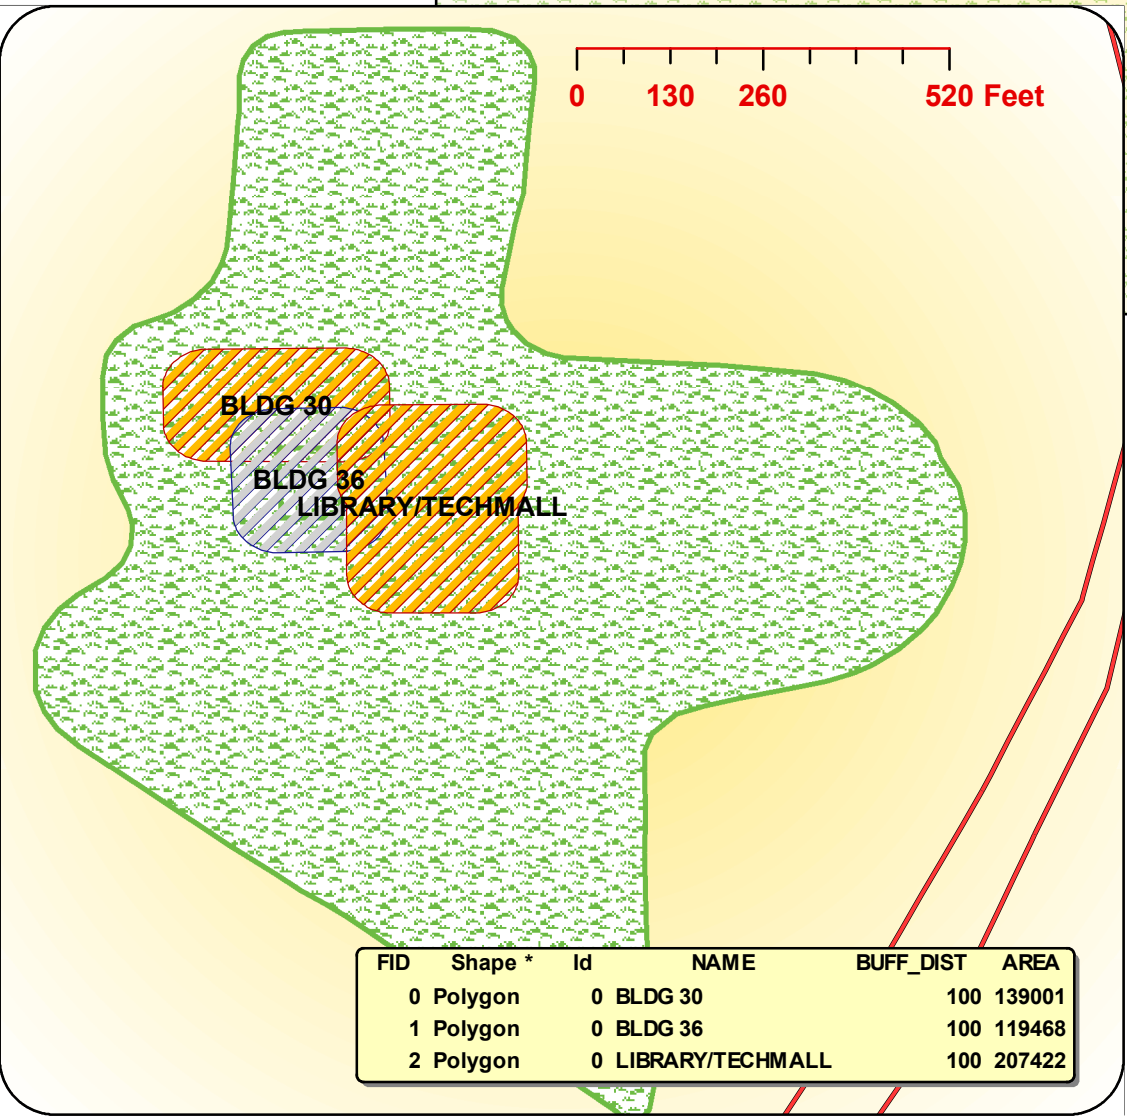 0 130 260 520 Feet
BLDG 30
BLDG 36
LIBRARY/TECHMALL
FID Shape * Id NAME BUFF_DIST AREA
0 Polygon 0 BLDG 30 100 139001
1 Polygon 0 BLDG 36 100 119468
2 Polygon 0 LIBRARY/TECHMALL 100 207422